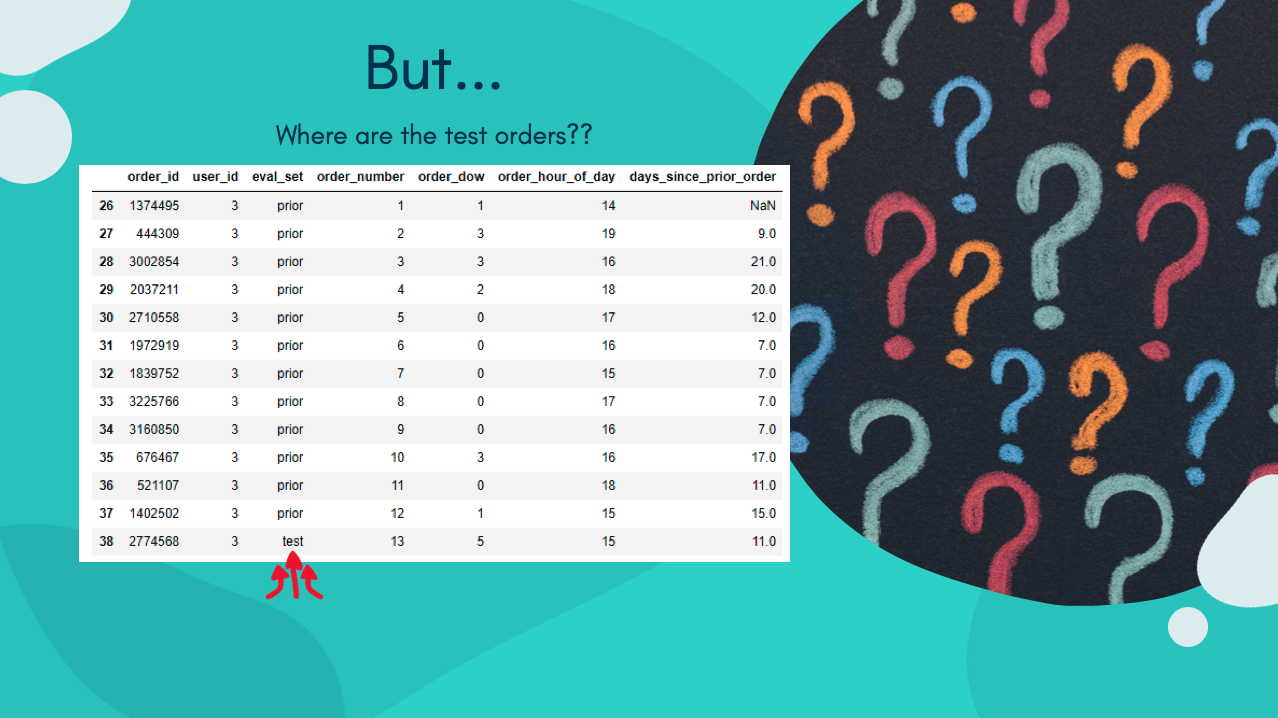 But...
Where are the test orders??
order_id user_id eval_set order_number order_dow order_hour_of_day days_since_prior_order
26 1374495 3 prior 1 1 14 NaN
27 444309 3 prior 2 3 19 9.0
28 3002854 3 prior 3 3 16 21.0
29 2037211 3 prior 4 2 18 20.0
30 2710558 3 prior 5 0 17 12.0
31 1972919 3 prior 6 0 16 7.0
32 1839752 3 prior 7 0 15 7.0
33 3225766 3 prior 8 0 17 7.0
34 3160850 3 prior 9 0 16 7.0
35 676467 3 prior 10 3 16 17.0
36 521107 3 prior 11 0 18 11.0
37 1402502 3 prior 12 1 15 15.0
38 2774568 3 test 13 5 15 11.0